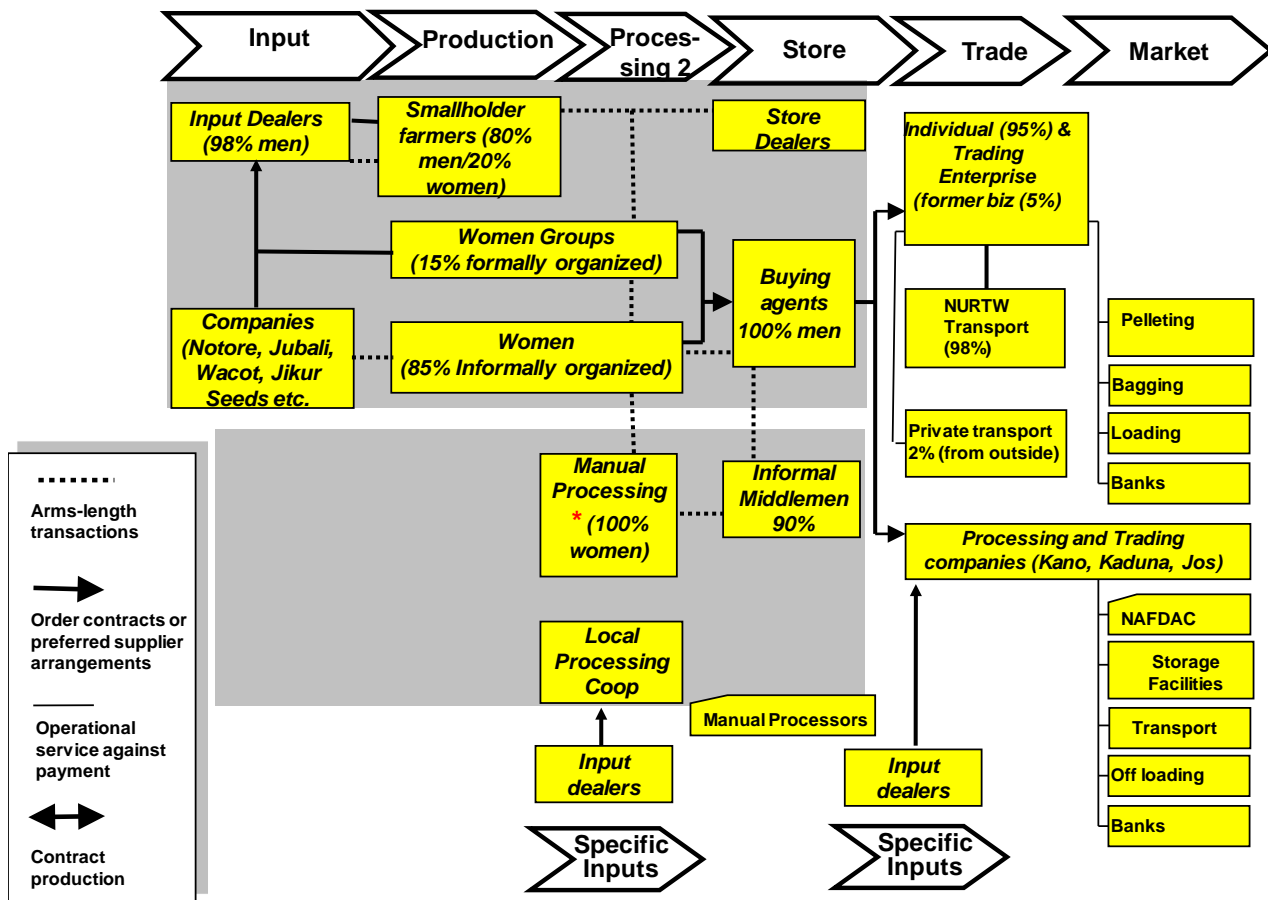 Input
Production
Proces-
sing 2
Store
Trade
Market
Input Dealers
(98% men)
Smallholder
farmers (80%
men/20%
women)
Store
Dealers
Individual (95%) &
Trading
Enterprise
(former biz (5%)
Women Groups
(15% formally organized)
Buying
agents
100% men
NURTW
Transport
(98%)
Pelleting
Companies
(Notore, Jubali,
Wacot, Jikur
Seeds etc.
Women
(85% Informally organized)
Bagging
Private transport
2% (from outside)
Loading
Banks
Manual
Processing
* (100%
women)
Informal
Middlemen
90%
Processing and Trading
companies (Kano, Kaduna, Jos)
NAFDAC
Local
Processing
Coop
Storage
Facilities
Manual Processors
Transport
Input
dealers
Input
dealers
Off loading
Banks
Specific
Inputs
Specific
Inputs
Arms-length
transactions
Order contracts or
preferred supplier
arrangements
Operational
service against
payment
Contract
production